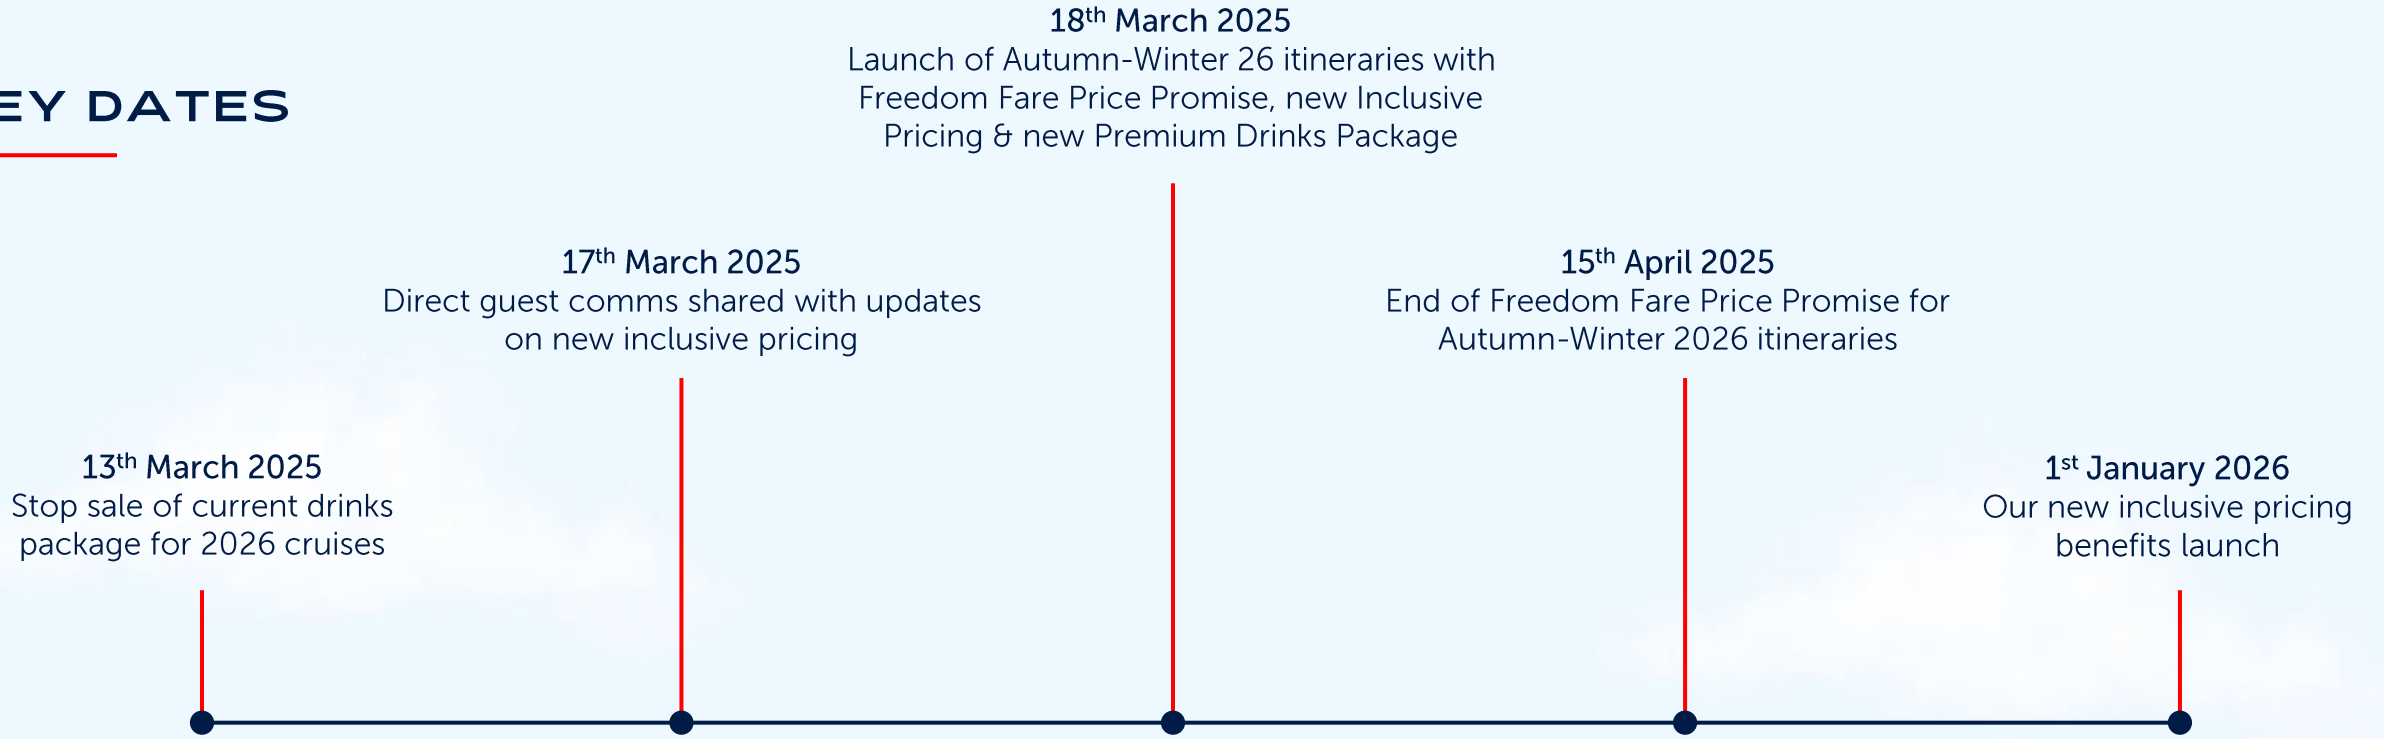 EY DATES
13th March 2025
Stop sale of current drinks
package for 2026 cruises
17th March 2025
Direct guest comms shared with updates
on new inclusive pricing
18th March 2025
Launch of Autumn-Winter 26 itineraries with
Freedom Fare Price Promise, new Inclusive
Pricing & new Premium Drinks Package
15th April 2025
End of Freedom Fare Price Promise for
Autumn-Winter 2026 itineraries
1st January 2026
Our new inclusive pricing
benefits launch